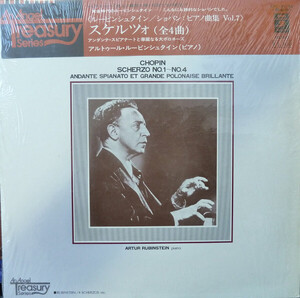 Treasury
Series
(ルービンシュタイン/ショパン/ピアノ曲集 Vol.7)
スケルツォ(全4曲)
アンダンテ・スピアナートと華麗なる大ポロネーズ
アルトゥール・ルービンシュタイン(ピアノ)
CHOPIN
SCHERZO NO.1~NO.4
ANDANTE SPIANATO ET GRANDE POLONAISE BRILLANTE
ARTUR RUBINSTEIN piano
Treasury
Series